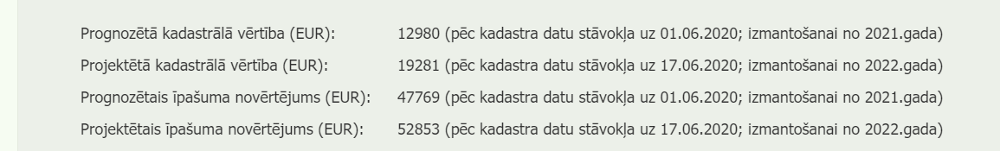 Prognozētā kadastrālā vērtība (EUR): 12980 (pēc kadastra datu stāvokļa uz 01.06.2020; izmantošanai no 2021.gada)
Projektētā kadastrālā vērtība (EUR): 19281 (pēc kadastra datu stāvokļa uz 17.06.2020; izmantošanai no 2022.gada)
Prognozētais īpašuma novērtējums (EUR): 47769 (pēc kadastra datu stāvokļa uz 01.06.2020; izmantošanai no 2021.gada)
Projektētais īpašuma novērtējums (EUR): 52853 (pēc kadastra datu stāvokļa uz 17.06.2020; izmantošanai no 2022.gada)